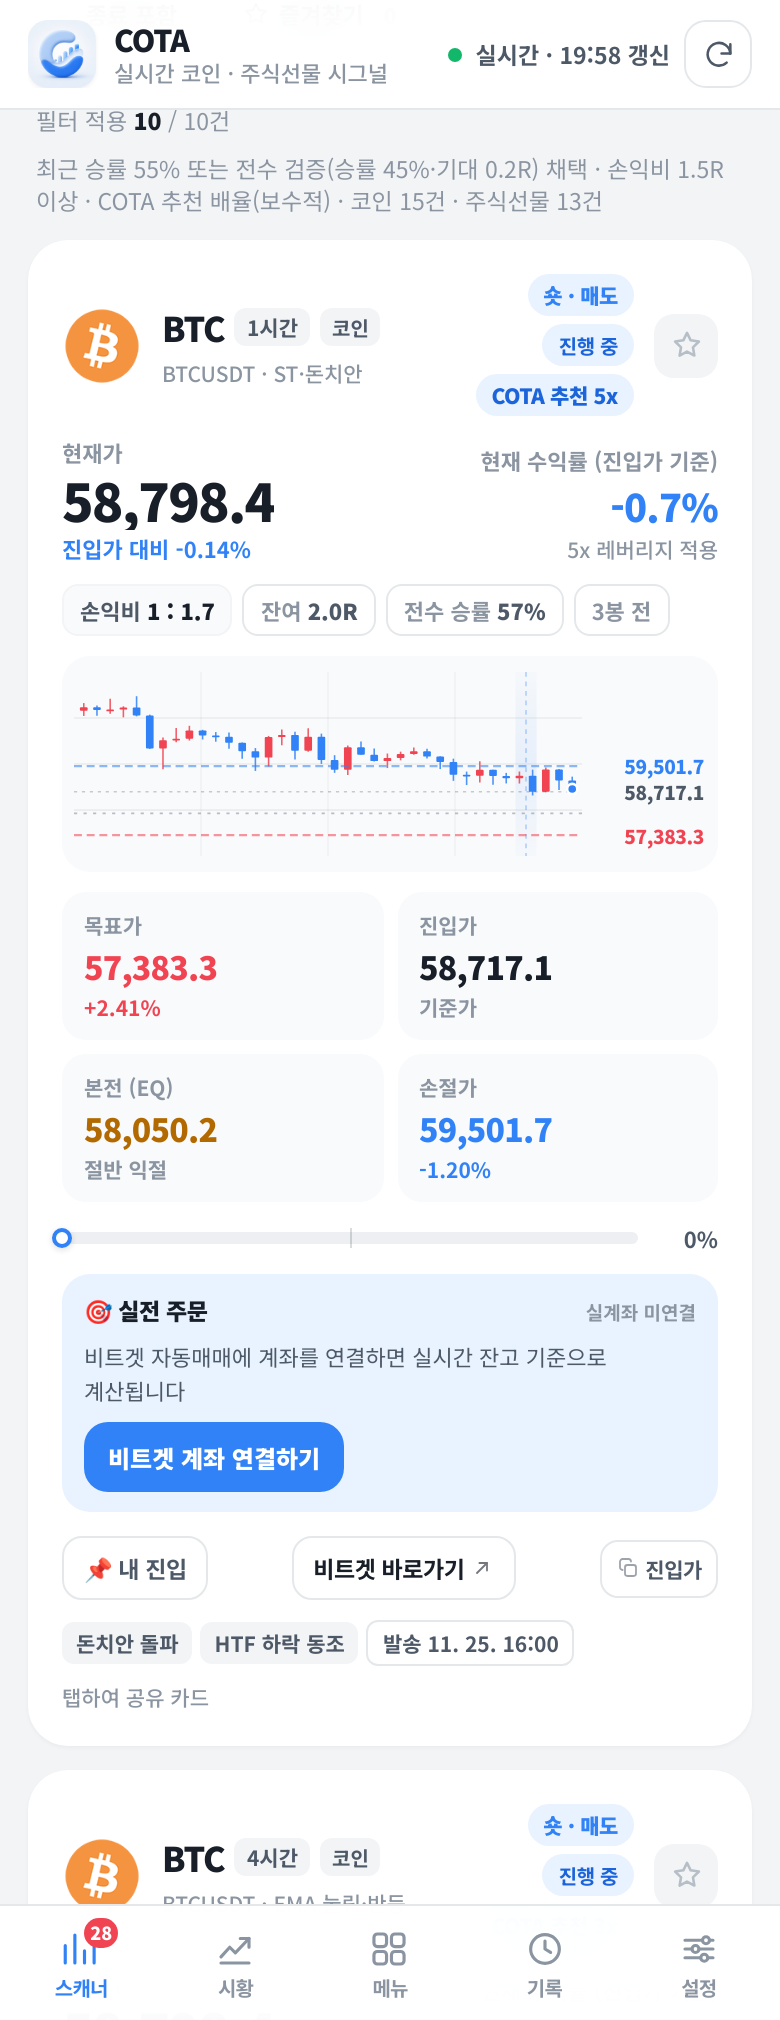 COTA
실시간 코인 · 주식선물 시그널
실시간 · 19:58 갱신
필터 적용 10 / 10건
최근 승률 55% 또는 전수 검증(승률 45%·기대 0.2R) 채택 · 손익비 1.5R
이상 · COTA 추천 배율(보수적) · 코인 15건 · 주식선물 13건
BTC 1시간 코인
BTCUSDT · ST·돈치안
숏 · 매도
진행 중
COTA 추천 5x
현재가
58,798.4
진입가 대비 -0.14%
현재 수익률 (진입가 기준)
-0.7%
5x 레버리지 적용
손익비 1 : 1.7
잔여 2.0R
전수 승률 57%
3봉 전
59,501.7
58,717.1
57,383.3
목표가
57,383.3
+2.41%
진입가
58,717.1
기준가
본전 (EQ)
58,050.2
절반 익절
손절가
59,501.7
-1.20%
0%
실전 주문
실계좌 미연결
비트겟 자동매매에 계좌를 연결하면 실시간 잔고 기준으로
계산됩니다
비트겟 계좌 연결하기
내 진입
비트겟 바로가기
진입가
돈치안 돌파
HTF 하락 동조
발송 11. 25. 16:00
탭하여 공유 카드
BTC 4시간 코인
BTCUSDT · EMA 눌림·반등
숏 · 매도
진행 중
28
스캐너
시황
메뉴
기록
설정